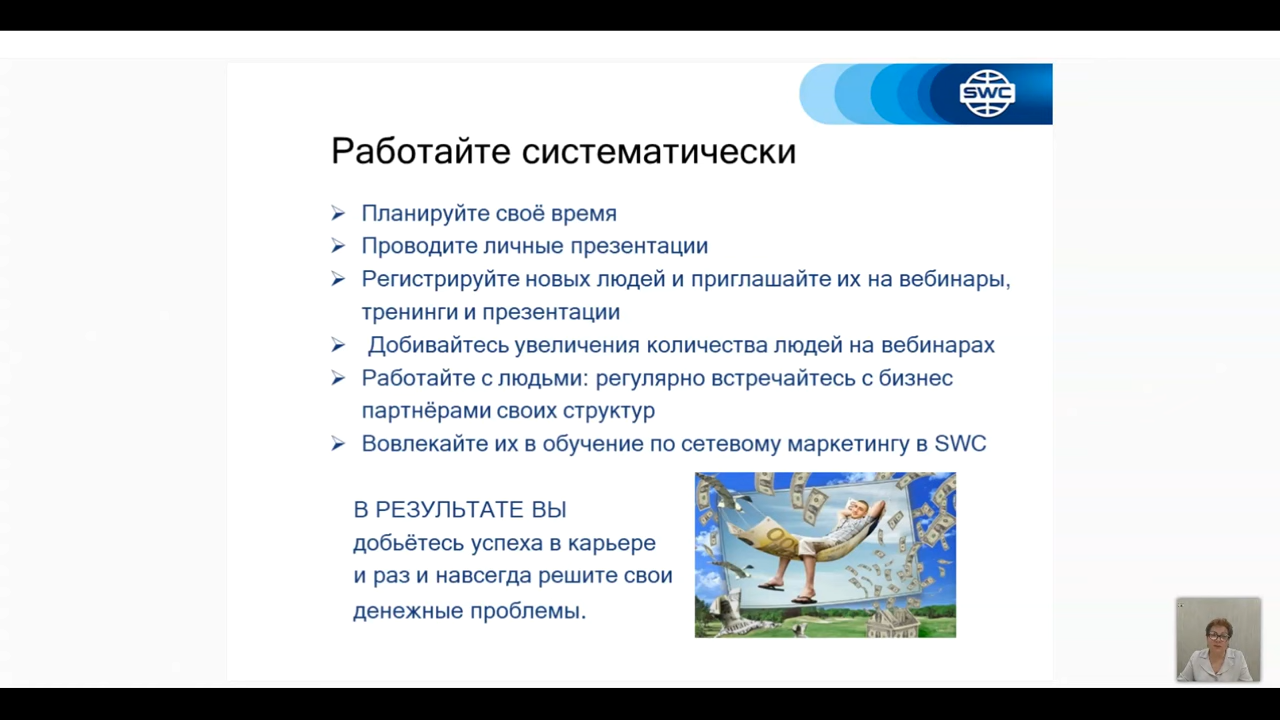 SWC
Работайте систематически
Планируйте своё время
Проводите личные презентации
Регистрируйте новых людей и приглашайте их на вебинары,
тренинги и презентации
Добивайтесь увеличения количества людей на вебинарах
Работайте с людьми: регулярно встречайтесь с бизнес
партнёрами своих структур
Вовлекайте их в обучение по сетевому маркетингу в SWC
В РЕЗУЛЬТАТЕ ВЫ
добьётесь успеха в карьере
и раз и навсегда решите свои
денежные проблемы.